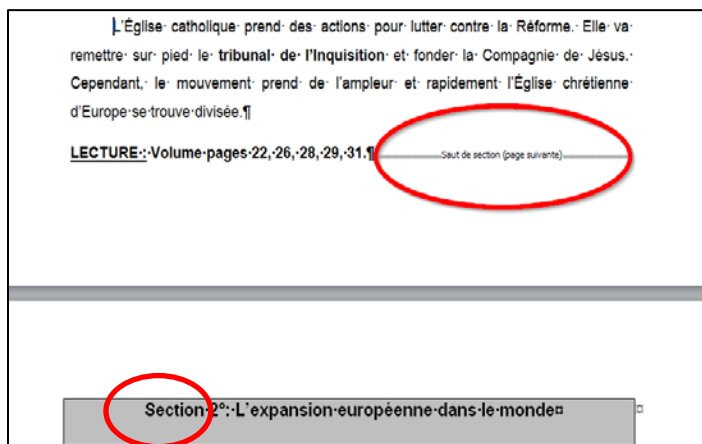 L'Église· catholique· prend· des· actions· pour· lutter· contre· la· Réforme.· Elle· va·
remettre· sur· pied· le· tribunal· de· l'Inquisition· et· fonder· la· Compagnie· de· Jésus.·
Cependant,· le· mouvement· prend· de· l'ampleur· et· rapidement· l'Église· chrétienne·
d'Europe·se·trouve·divisée.¶
LECTURE·:·Volume·pages·22,·26,·28,·29,·31.¶ Saut de section (page suivante)
Section·2°:·L'expansion·européenne·dans·le·monde¤ ¤